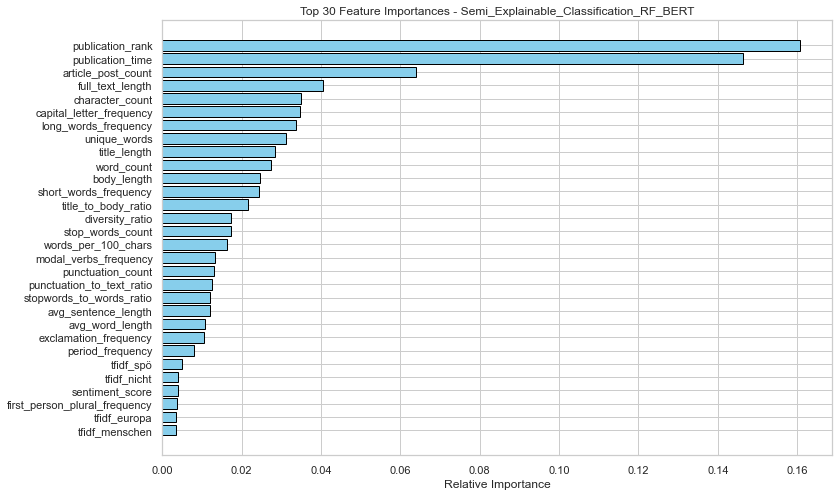 Top 30 Feature Importances - Semi_Explainable_Classification_RF_BERT
publication_rank
publication_time
article_post_count
full_text_length
character_count
capital_letter_frequency
long_words_frequency
unique_words
title_length
word_count
body_length
short_words_frequency
title_to_body_ratio
diversity_ratio
stop_words_count
words_per_100_chars
modal_verbs_frequency
punctuation_count
punctuation_to_text_ratio
stopwords_to_words_ratio
avg_sentence_length
avg_word_length
exclamation_frequency
period_frequency
tfidf_spö
tfidf_nicht
sentiment_score
first_person_plural_frequency
tfidf_europa
tfidf_menschen
0.00 0.02 0.04 0.06 0.08 0.10 0.12 0.14 0.16
Relative Importance